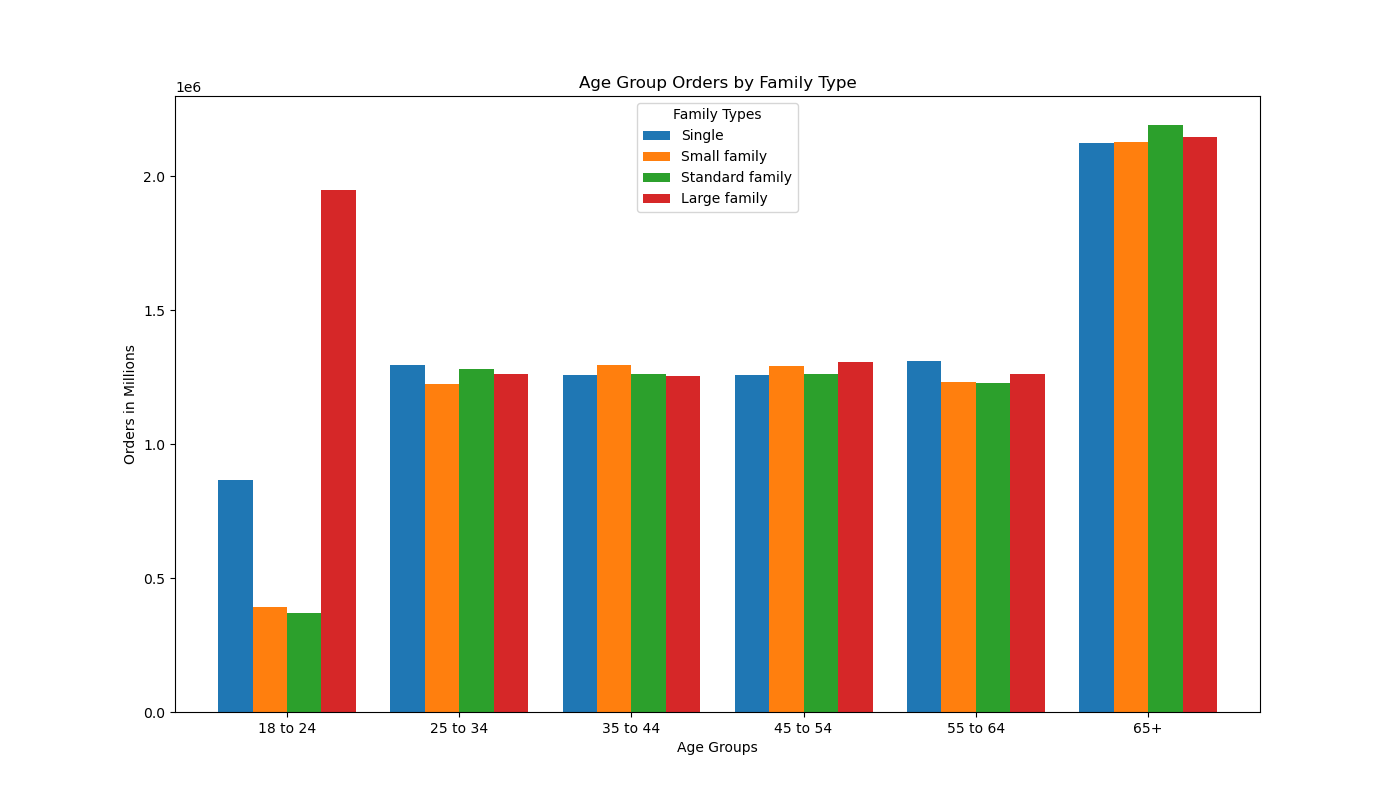 Age Group Orders by Family Type
1e6
Family Types
Single
Small family
Standard family
Large family
2.0
1.5
1.0
0.5
0.0
Orders in Millions
18 to 24 25 to 34 35 to 44 45 to 54 55 to 64 65+
Age Groups